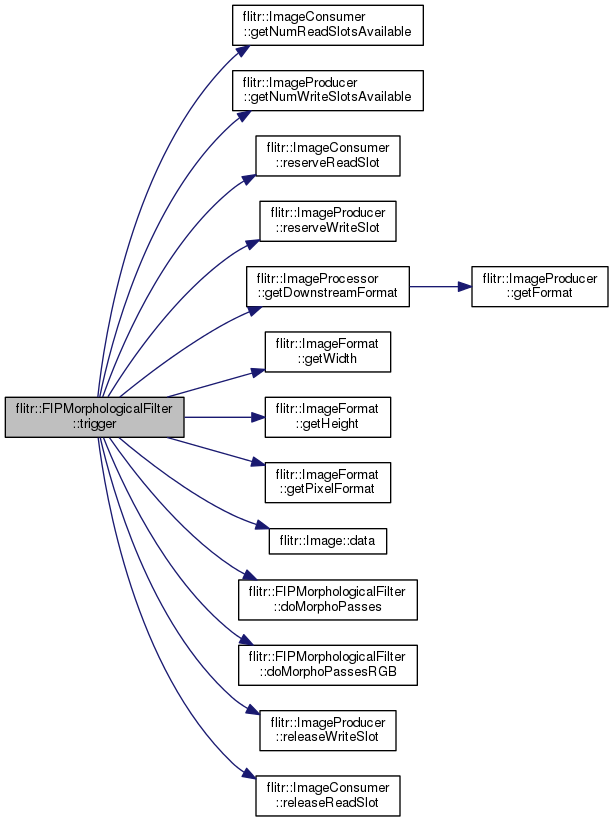 flitr::ImageConsumer
::getNumReadSlotsAvailable
flitr::ImageProducer
::getNumWriteSlotsAvailable
flitr::ImageConsumer
::reserveReadSlot
flitr::ImageProducer
::reserveWriteSlot
flitr::ImageProcessor
::getDownstreamFormat
flitr::ImageProducer
::getFormat
flitr::ImageFormat
::getWidth
flitr::FIPMorphologicalFilter
::trigger
flitr::ImageFormat
::getHeight
flitr::ImageFormat
::getPixelFormat
flitr::Image::data
flitr::FIPMorphologicalFilter
::doMorphoPasses
flitr::FIPMorphologicalFilter
::doMorphoPassesRGB
flitr::ImageProducer
::releaseWriteSlot
flitr::ImageConsumer
::releaseReadSlot